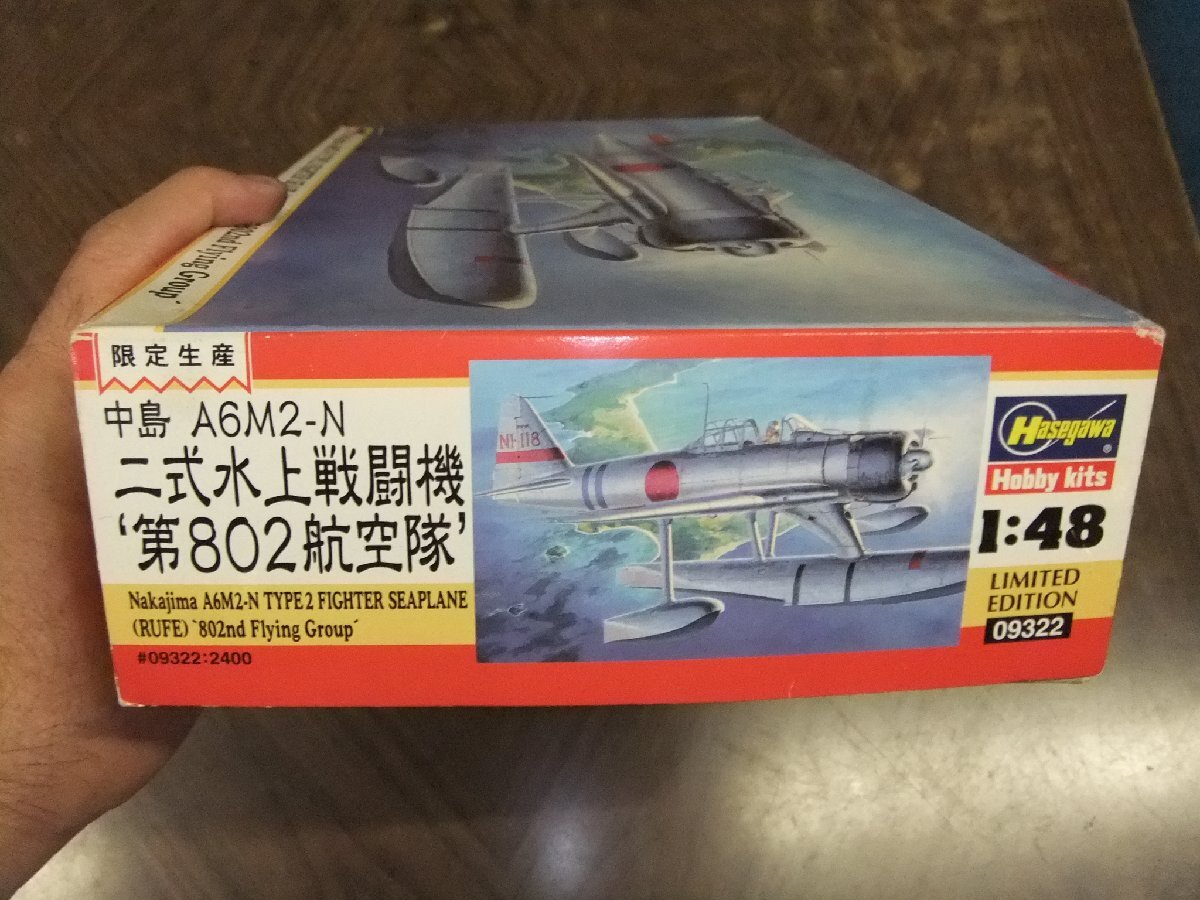 802nd Flying Group'
限定生産
中島 A6M2-N
二式水上戦闘機
'第802航空隊'
Nakajima A6M2-N TYPE 2 FIGHTER SEAPLANE
(RUFE) `802nd Flying Group´
#09322:2400
N1-118
Hasegawa®
Hobby kits
1:48
LIMITED
EDITION
09322